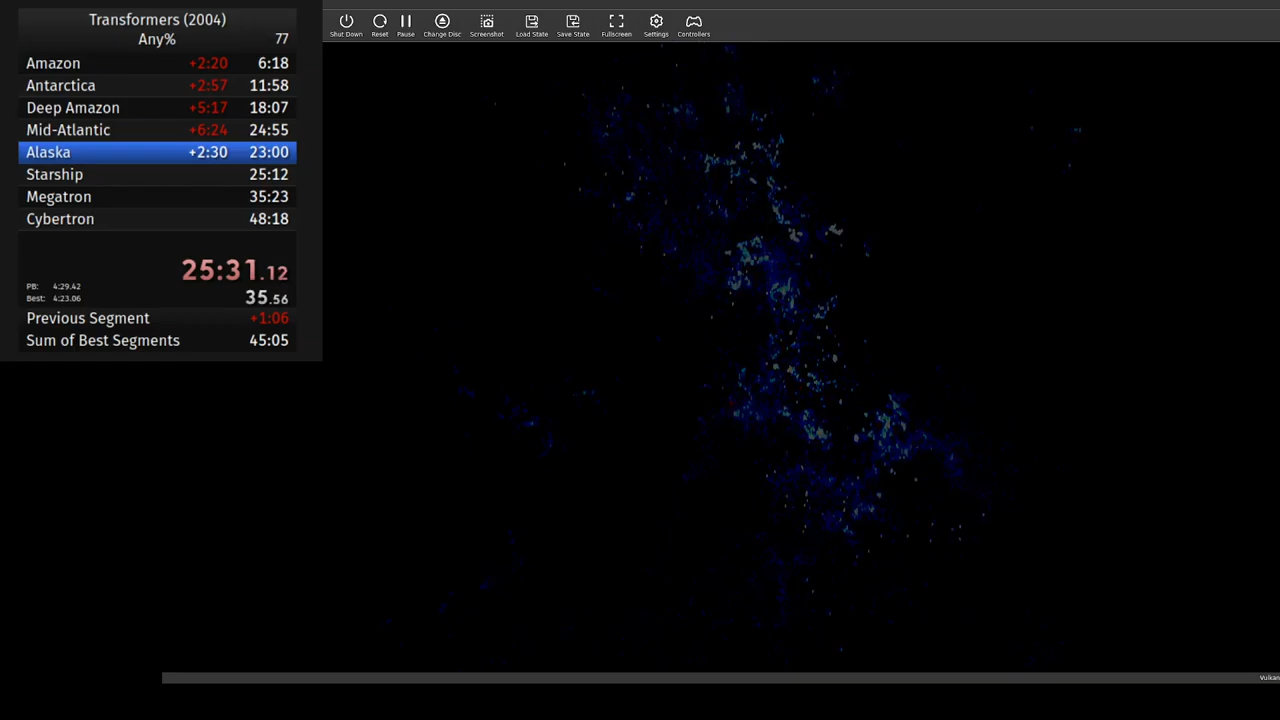 Transformers (2004)
Any% 77
Amazon +2:20 6:18
Antarctica +2:57 11:58
Deep Amazon +5:17 18:07
Mid-Atlantic +6:24 24:55
Alaska +2:30 23:00
Starship 25:12
Megatron 35:23
Cybertron 48:18
25:31.12
PB: 4:29.42
Best: 4:23.06
35.56
Previous Segment +1:06
Sum of Best Segments 45:05
Shut Down Reset Pause Change Disc Screenshot Load State Save State Fullscreen Settings Controllers
Vulkan